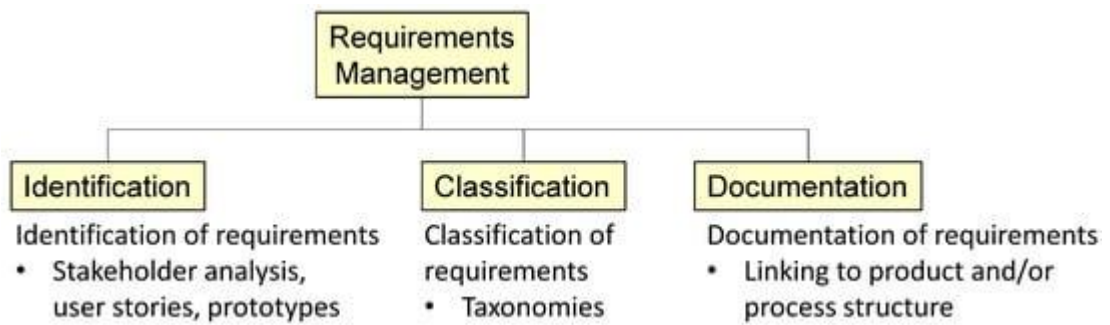 Requirements
Management
Identification
Classification
Documentation
Identification of requirements
• Stakeholder analysis,
user stories, prototypes
Classification of
requirements
• Taxonomies
Documentation of requirements
• Linking to product and/or
process structure